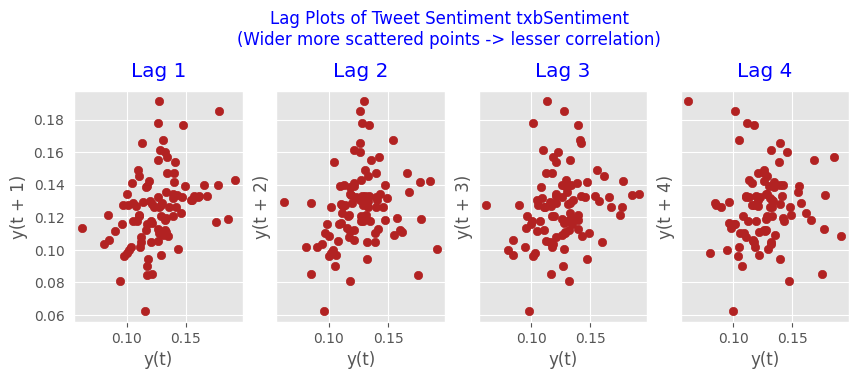 Lag Plots of Tweet Sentiment txbSentiment
(Wider more scattered points -> lesser correlation)
Lag 1
Lag 2
Lag 3
Lag 4
0.18
0.16
0.14
0.12
0.10
0.08
0.06
y(t + 1)
y(t + 2)
y(t + 3)
y(t + 4)
0.10 0.15
0.10 0.15
0.10 0.15
0.10 0.15
y(t)
y(t)
y(t)
y(t)